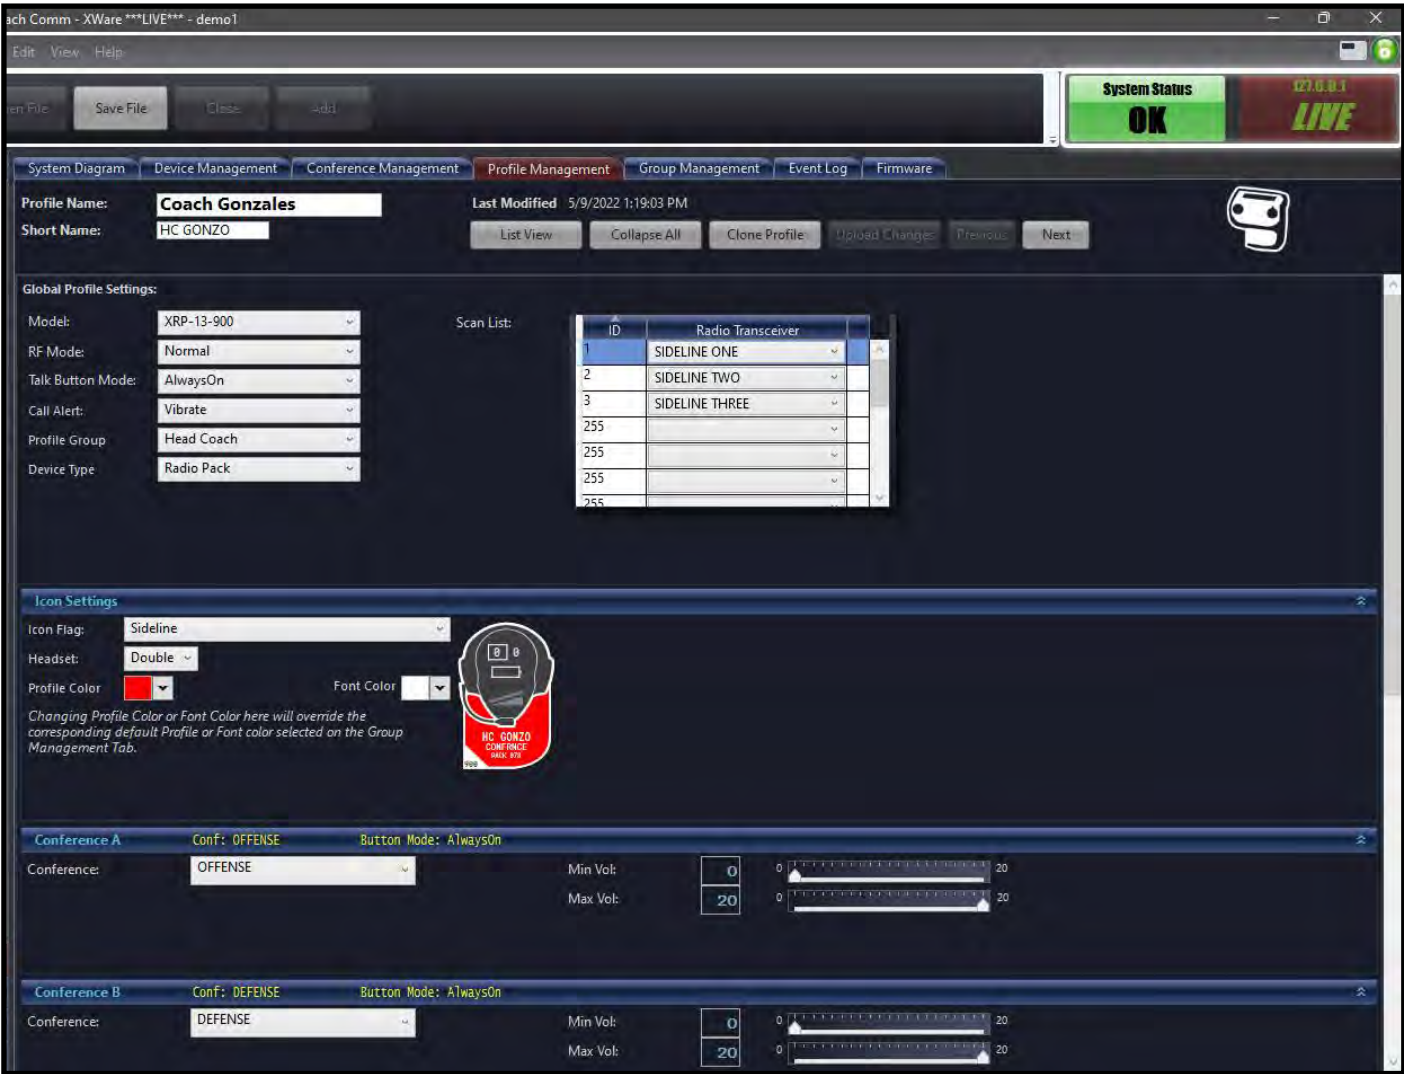 ach Comm - XWare ***LIVE*** - demo1
Edit View Help
en File Save File Close Add
System Status
OK
127.0.0.1
LIVE
System Diagram Device Management Conference Management Profile Management Group Management Event Log Firmware
Profile Name: Coach Gonzales Last Modified 5/9/2022 1:19:03 PM
Short Name: HC GONZO List View Collapse All Clone Profile Upload Changes Previous Next
Global Profile Settings:
Model: XRP-13-900
RF Mode: Normal
Talk Button Mode: AlwaysOn
Call Alert: Vibrate
Profile Group Head Coach
Device Type Radio Pack
Scan List:
ID Radio Transceiver
1 SIDELINE ONE
2 SIDELINE TWO
3 SIDELINE THREE
255
255
255
255
Icon Settings
Icon Flag: Sideline
Headset: Double
Profile Color Font Color
Changing Profile Color or Font Color here will override the
corresponding default Profile or Font color selected on the Group
Management Tab.
0 0
HC GONZO
CONFRNCE
900
Conference A Conf: OFFENSE Button Mode: AlwaysOn
Conference: OFFENSE Min Vol: 0 0 20
Max Vol: 20 0 20
Conference B Conf: DEFENSE Button Mode: AlwaysOn
Conference: DEFENSE Min Vol: 0 0 20
Max Vol: 20 0 20